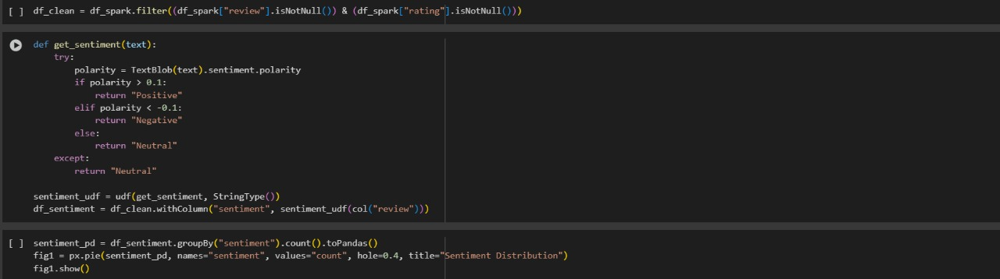 [ ] df_clean = df_spark.filter((df_spark["review"].isNotNull()) & (df_spark["rating"].isNotNull()))
def get_sentiment(text):
    try:
        polarity = TextBlob(text).sentiment.polarity
        if polarity > 0.1:
            return "Positive"
        elif polarity < -0.1:
            return "Negative"
        else:
            return "Neutral"
    except:
        return "Neutral"

sentiment_udf = udf(get_sentiment, StringType())
df_sentiment = df_clean.withColumn("sentiment", sentiment_udf(col("review")))
[ ] sentiment_pd = df_sentiment.groupBy("sentiment").count().toPandas()
fig1 = px.pie(sentiment_pd, names="sentiment", values="count", hole=0.4, title="Sentiment Distribution")
fig1.show()